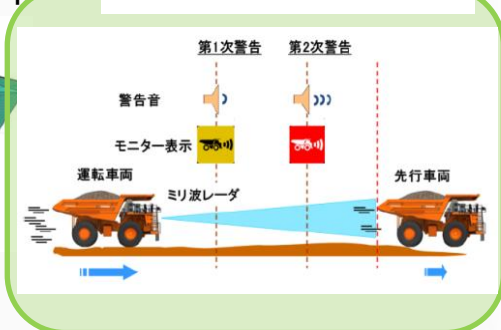 第1次警告 第2次警告
警告音
モニター表示
運転車両
ミリ波レーダ
先行車両